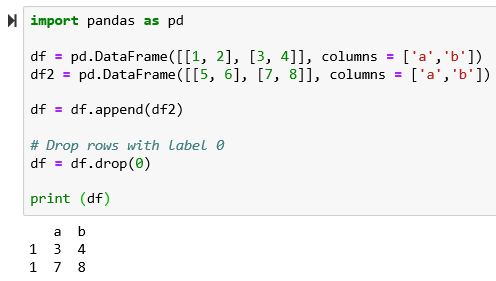 import pandas as pd
df = pd.DataFrame([[1, 2], [3, 4]], columns = ['a','b'])
df2 = pd.DataFrame([[5, 6], [7, 8]], columns = ['a','b'])
df = df.append(df2)
# Drop rows with label 0
df = df.drop(0)
print (df)
a b
1 3 4
1 7 8